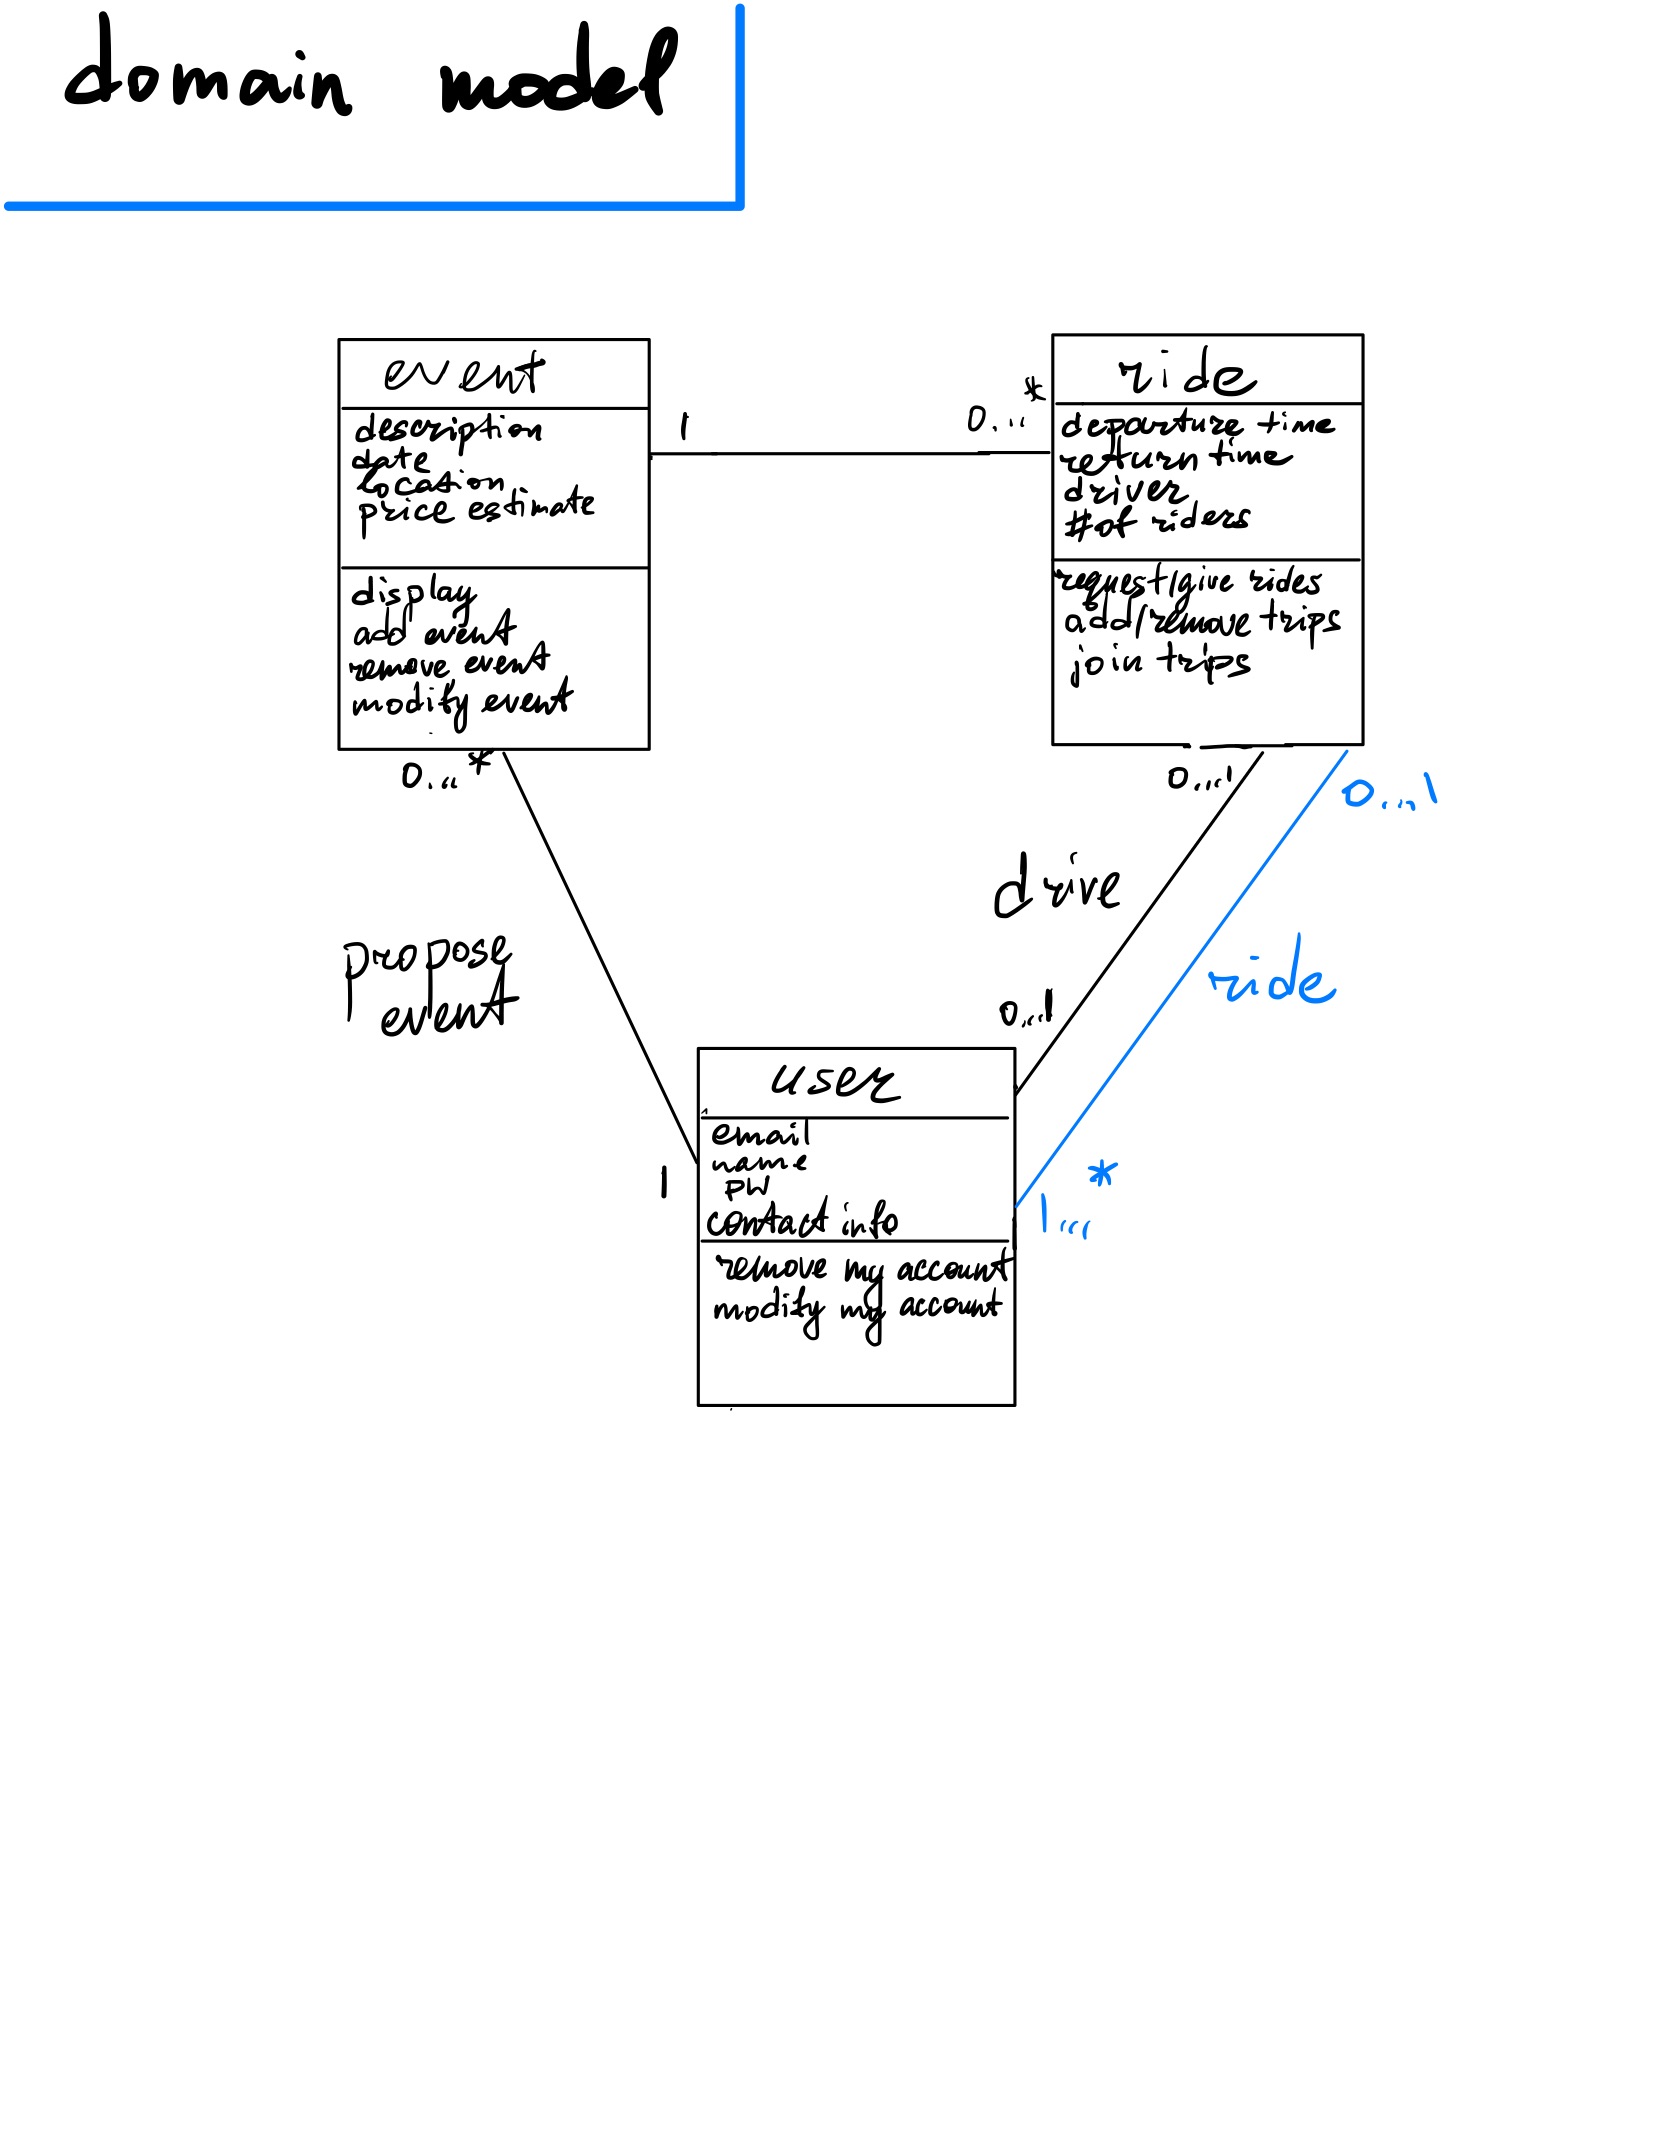 domain model
event
description
date
location
price estimate
display
add event
remove event
modify event
1
0...*
ride
departure time
return time
driver
# of riders
request/give rides
add/remove trips
join trips
0...*
0...1
0...1
drive
ride
propose
event
0...1
1
1...*
user
email
name
pw
contact info
remove my account
modify my account